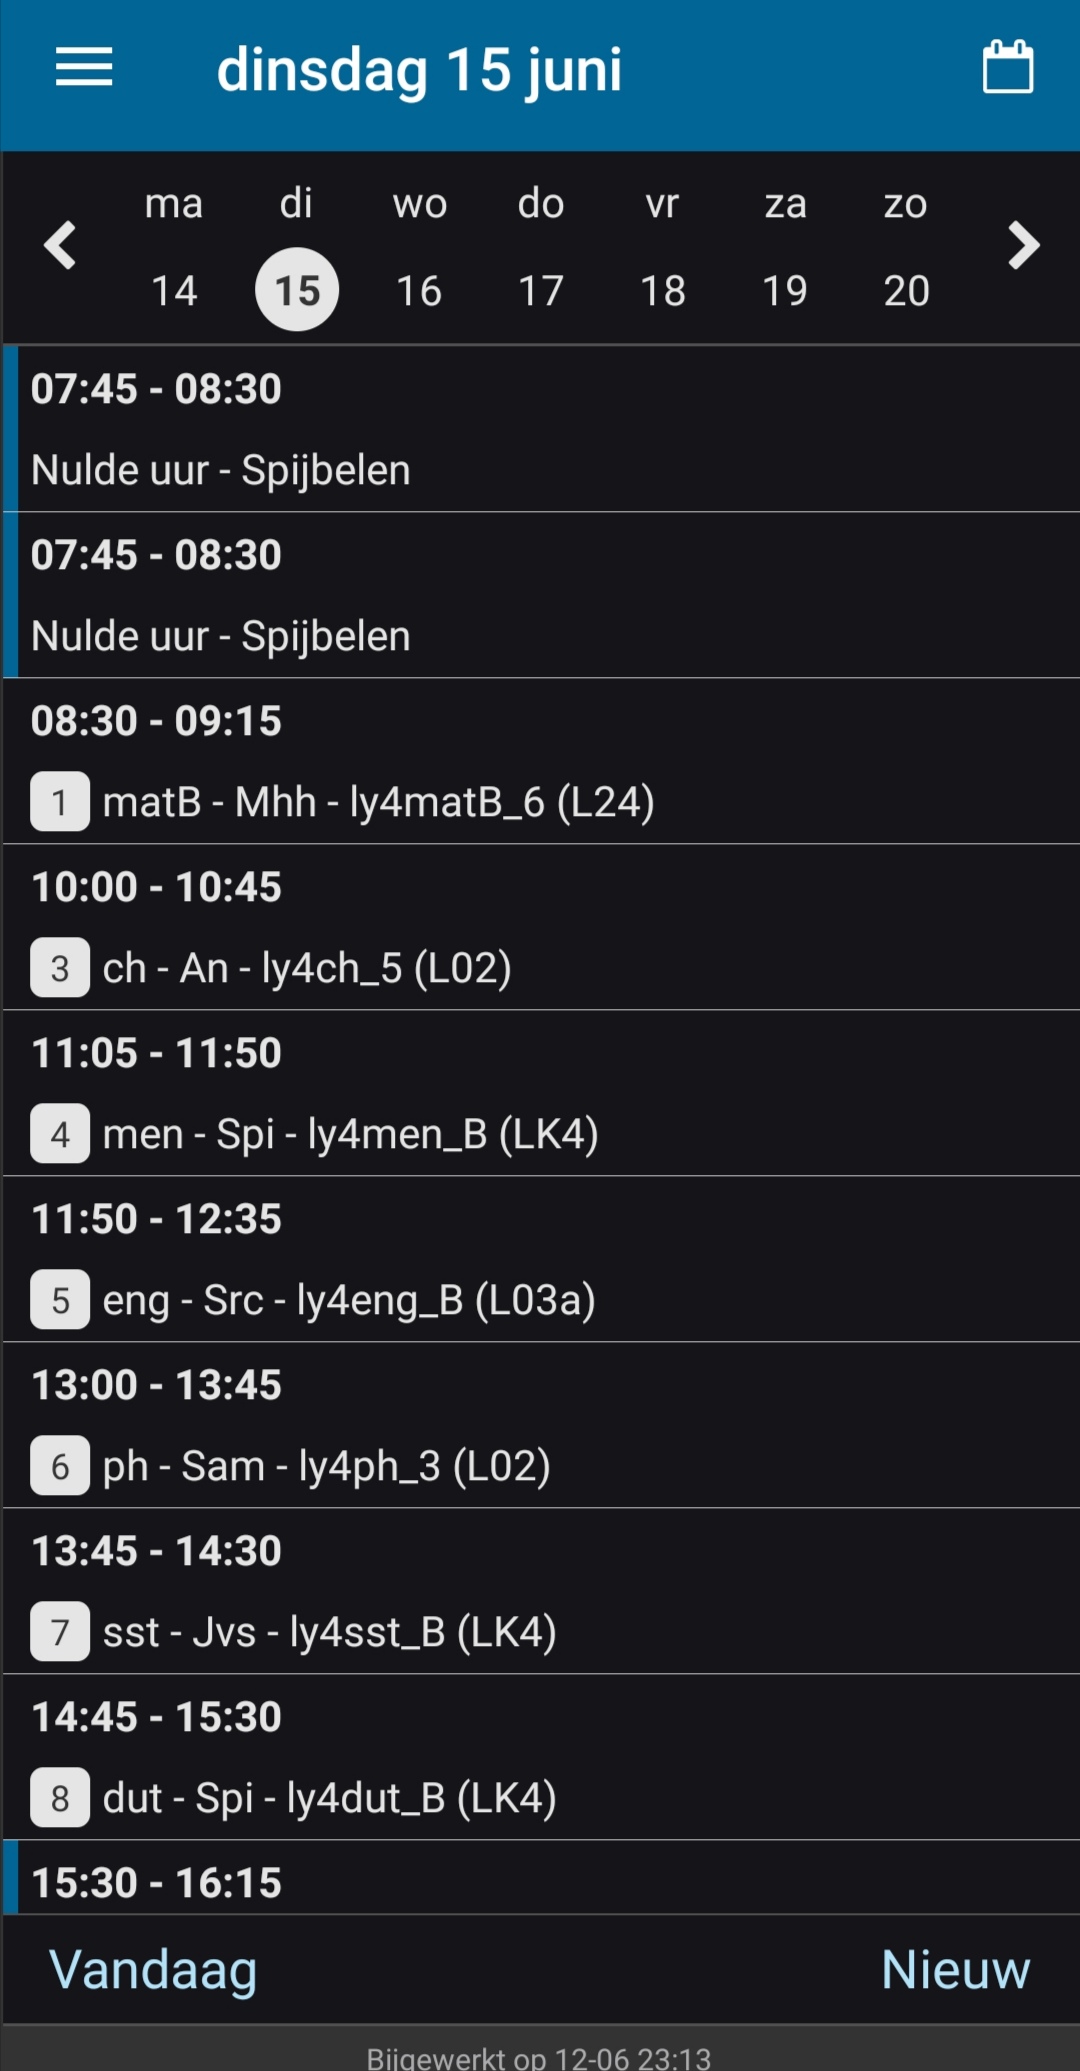 dinsdag 15 juni
ma di wo do vr za zo
14 15 16 17 18 19 20
07:45 - 08:30
Nulde uur - Spijbelen
07:45 - 08:30
Nulde uur - Spijbelen
08:30 - 09:15
1 matB - Mhh - ly4matB_6 (L24)
10:00 - 10:45
3 ch - An - ly4ch_5 (L02)
11:05 - 11:50
4 men - Spi - ly4men_B (LK4)
11:50 - 12:35
5 eng - Src - ly4eng_B (L03a)
13:00 - 13:45
6 ph - Sam - ly4ph_3 (L02)
13:45 - 14:30
7 sst - Jvs - ly4sst_B (LK4)
14:45 - 15:30
8 dut - Spi - ly4dut_B (LK4)
15:30 - 16:15
Vandaag Nieuw
Bijgewerkt op 12-06 23:13